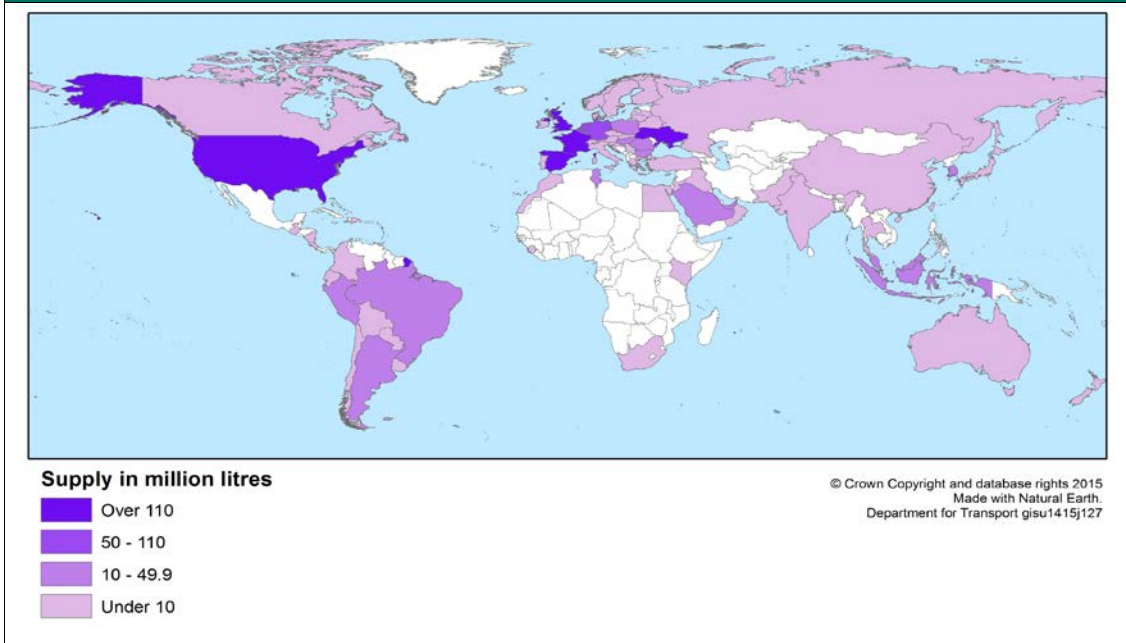 Supply in million litres
Over 110
50 - 110
10 - 49.9
Under 10
© Crown Copyright and database rights 2015
Made with Natural Earth.
Department for Transport gisu1415j127